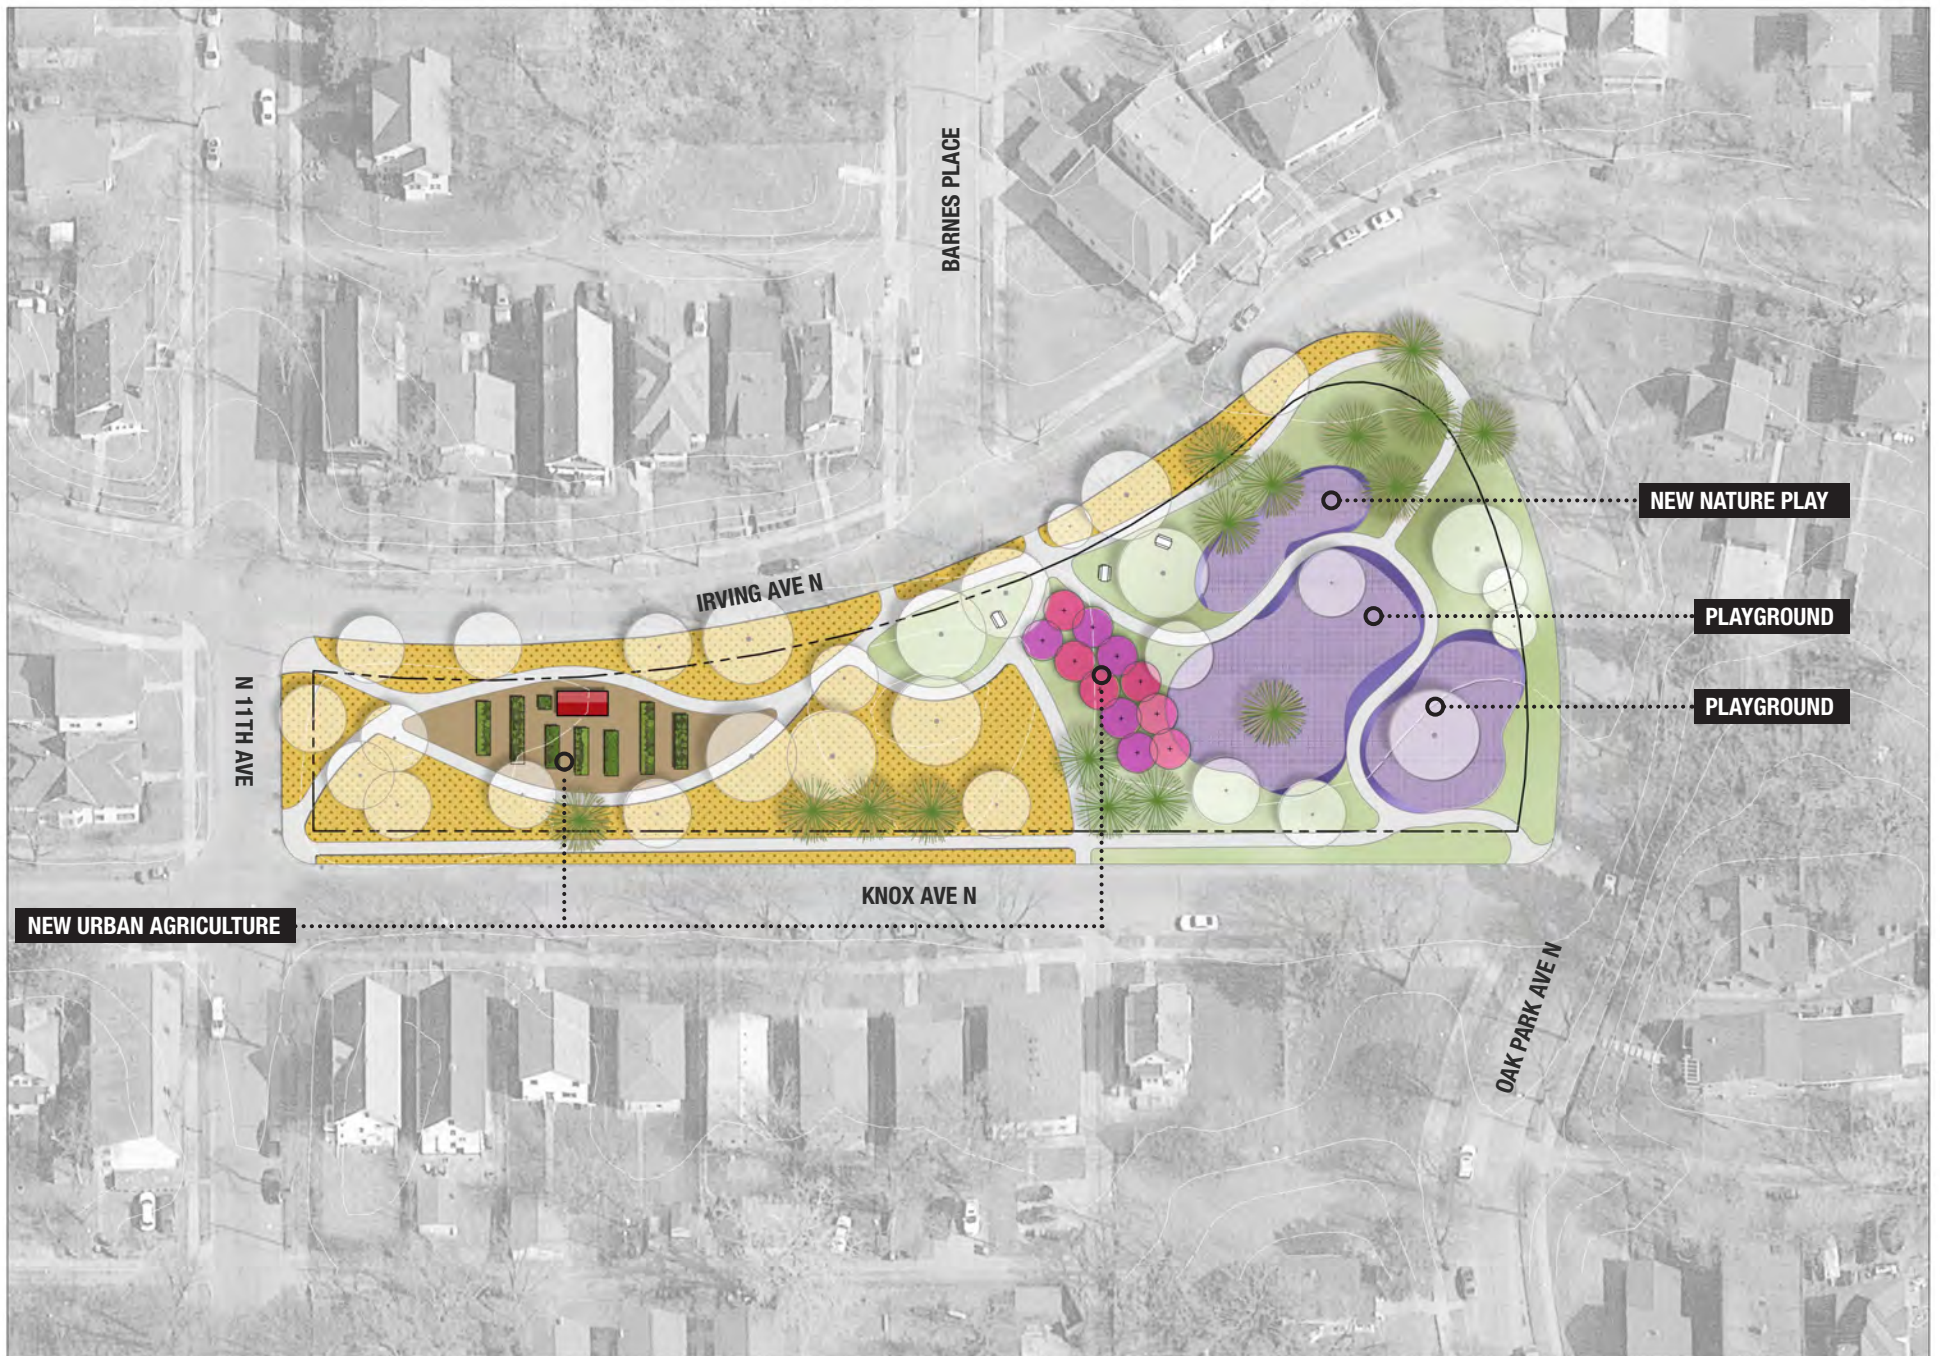 BARNES PLACE
NEW NATURE PLAY
IRVING AVE N
PLAYGROUND
N 11TH AVE
PLAYGROUND
KNOX AVE N
NEW URBAN AGRICULTURE
OAK PARK AVE N